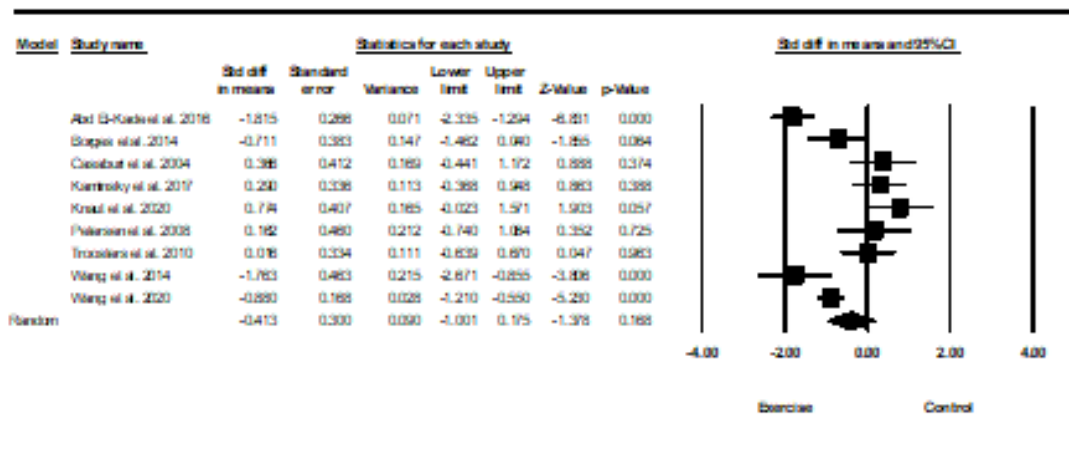 Model Study name Statistics for each study Std diff in means and 95% CI
Std diff Standard Lower Upper
in means error Variance limit limit Z-Value p-Value
Abd El-Kader et al. 2016 -1.815 0.266 0.071 -2.335 -1.294 -6.831 0.000
Borges et al. 2014 -0.711 0.383 0.147 -1.462 0.040 -1.855 0.064
Casaburi et al. 2004 0.366 0.412 0.169 -0.441 1.172 0.888 0.374
Kaminsky et al. 2017 0.290 0.336 0.113 -0.368 0.948 0.863 0.388
Knaul et al. 2020 0.774 0.407 0.165 -0.023 1.571 1.903 0.057
Petersen et al. 2008 0.162 0.460 0.212 -0.740 1.064 0.352 0.725
Troosters et al. 2010 0.016 0.334 0.111 -0.639 0.670 0.047 0.963
Wang et al. 2014 -1.763 0.463 0.215 -2.671 -0.855 -3.806 0.000
Wang et al. 2020 -0.880 0.168 0.028 -1.210 -0.550 -5.230 0.000
Random -0.413 0.300 0.090 -1.001 0.175 -1.378 0.168
-4.00 -2.00 0.00 2.00 4.00
Exercise Control